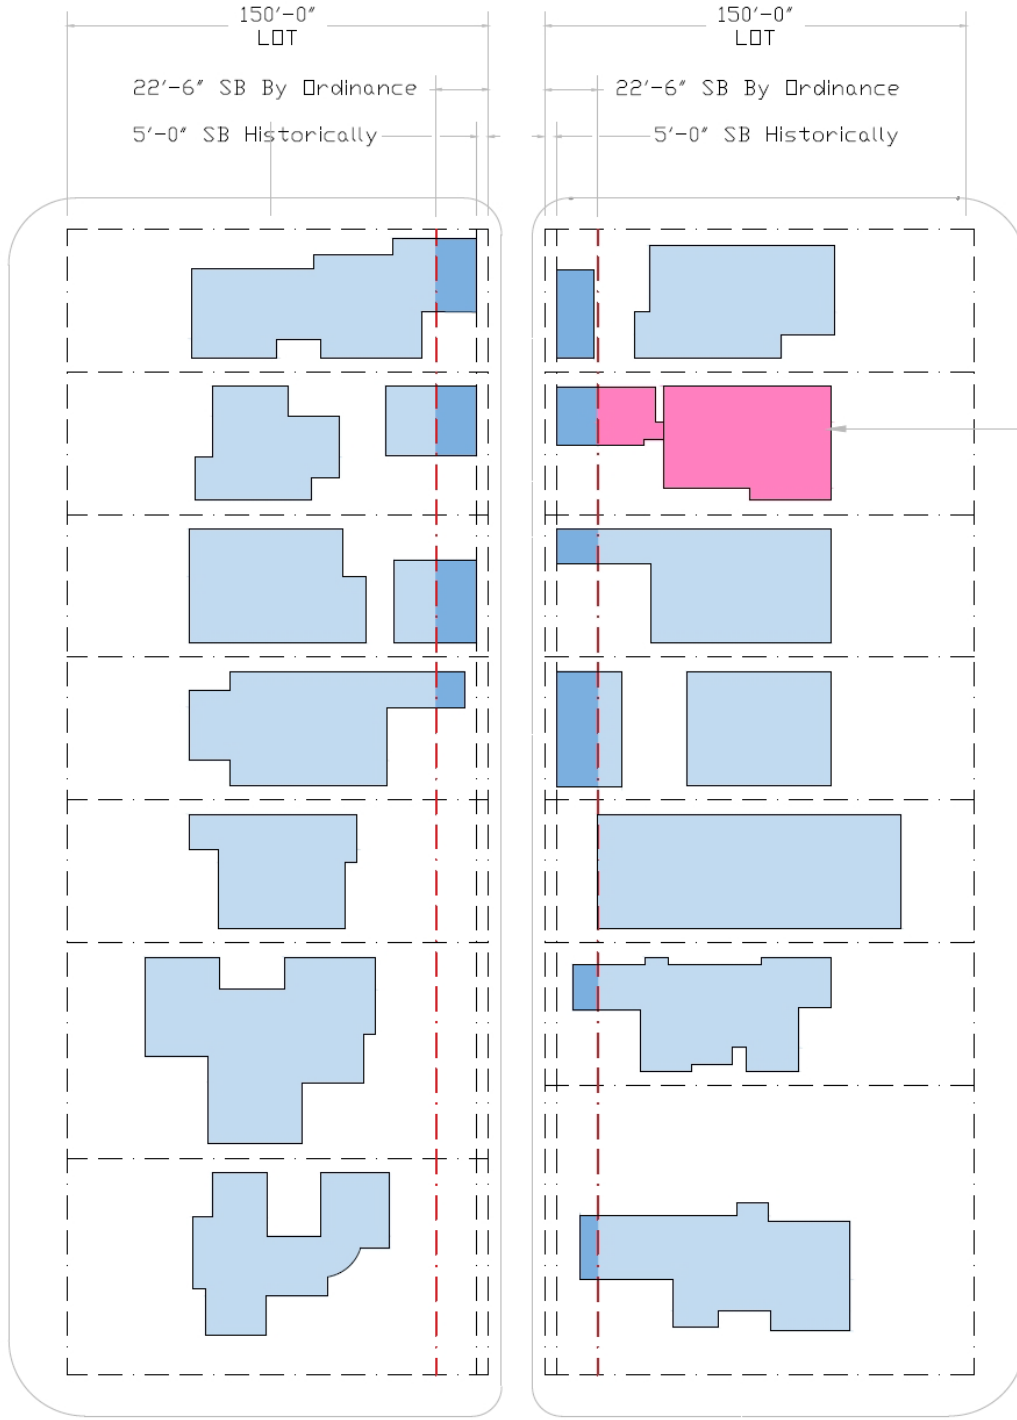 150'-0" 150'-0"
LOT LOT
22'-6" SB By Ordinance 22'-6" SB By Ordinance
5'-0" SB Historically 5'-0" SB Historically